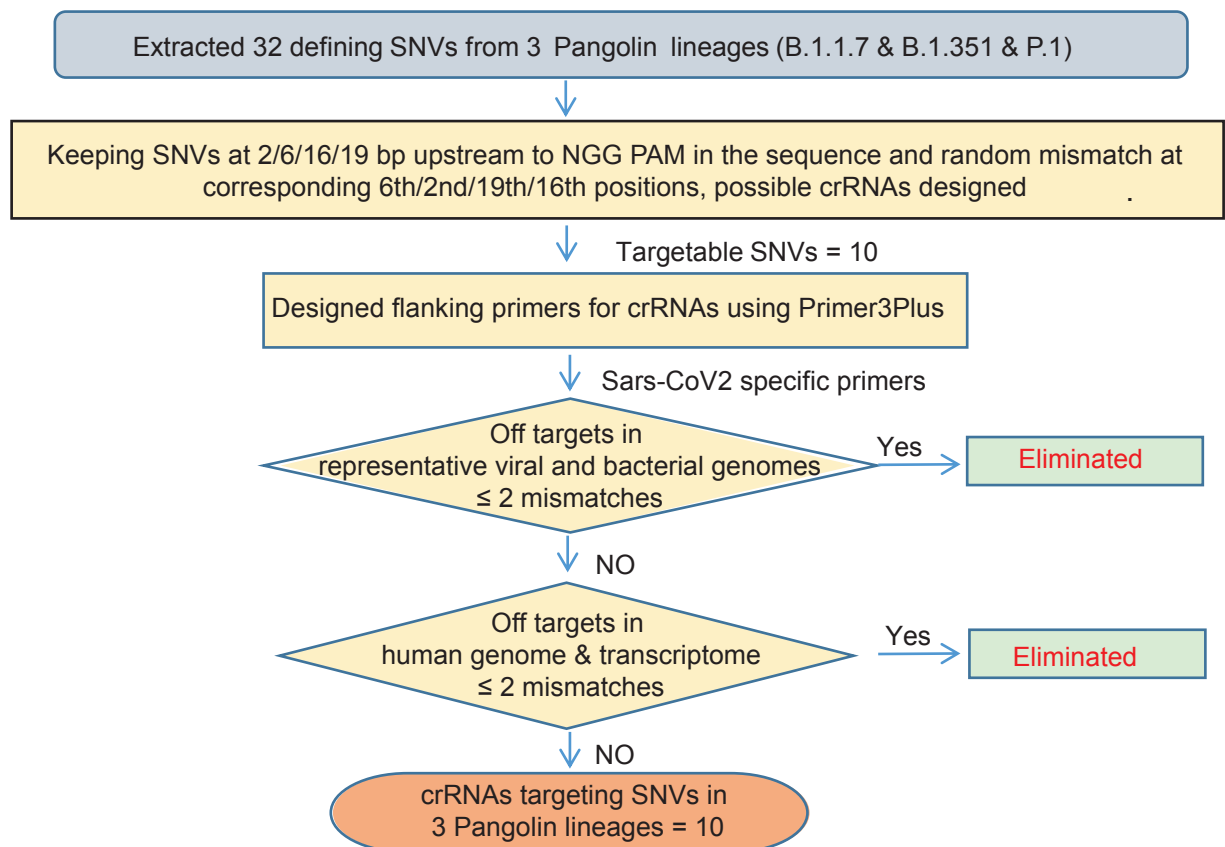 Extracted 32 defining SNVs from 3 Pangolin lineages (B.1.1.7 & B.1.351 & P.1)
Keeping SNVs at 2/6/16/19 bp upstream to NGG PAM in the sequence and random mismatch at
corresponding 6th/2nd/19th/16th positions, possible crRNAs designed .
Targetable SNVs = 10
Designed flanking primers for crRNAs using Primer3Plus
Sars-CoV2 specific primers
Off targets in
representative viral and bacterial genomes
≤ 2 mismatches
Yes
Eliminated
NO
Off targets in
human genome & transcriptome
≤ 2 mismatches
Yes
Eliminated
NO
crRNAs targeting SNVs in
3 Pangolin lineages = 10